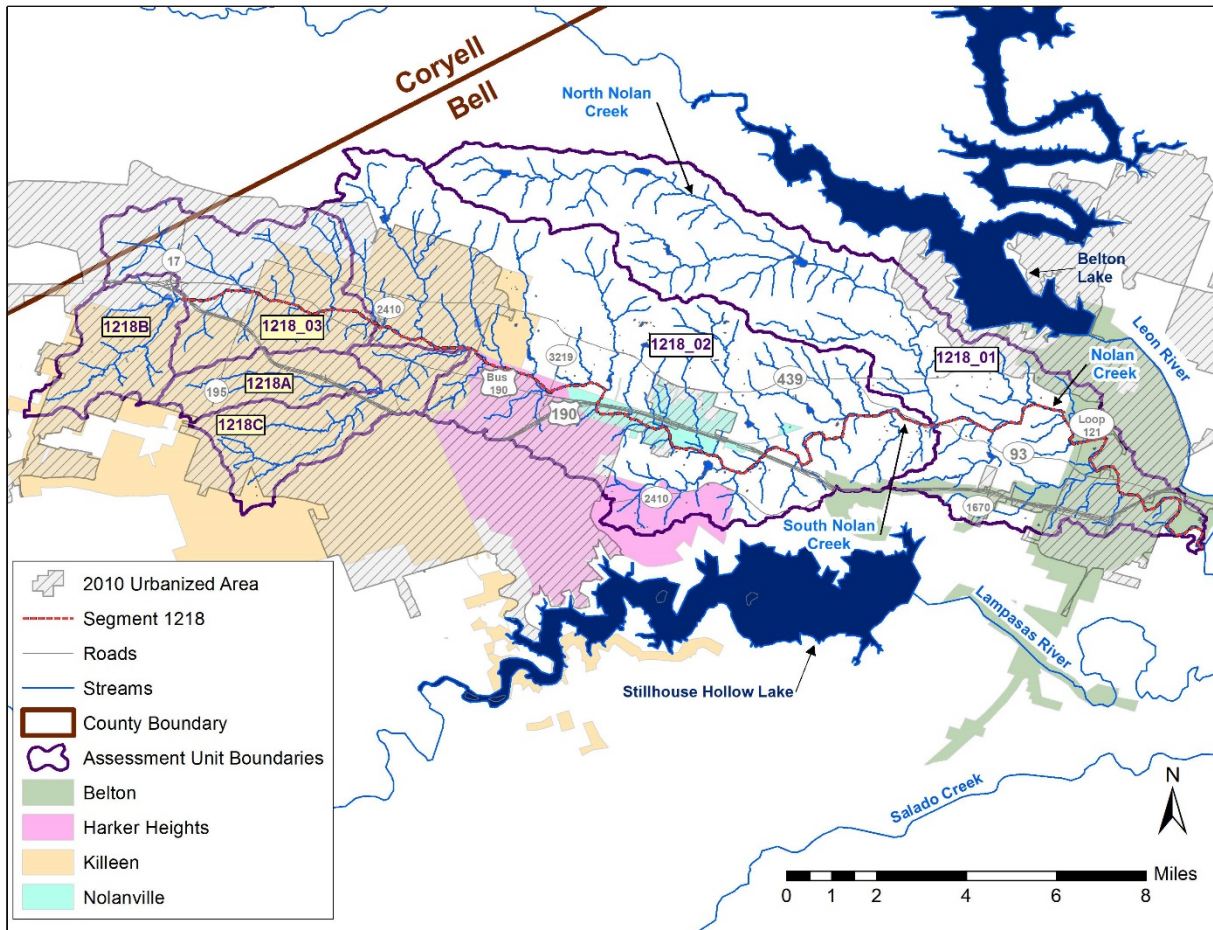 Coryell
Bell
North Nolan
Creek
Belton
Lake
Leon River
Nolan
Creek
17
1218B
1218_03
2410
1218A
195
1218C
Bus
190
3219
190
1218_02
439
1218_01
Loop
121
93
2410
1670
South Nolan
Creek
Lampasas River
Stillhouse Hollow Lake
Salado Creek
2010 Urbanized Area
Segment 1218
Roads
Streams
County Boundary
Assessment Unit Boundaries
Belton
Harker Heights
Killeen
Nolanville
N
Miles
0 1 2 4 6 8